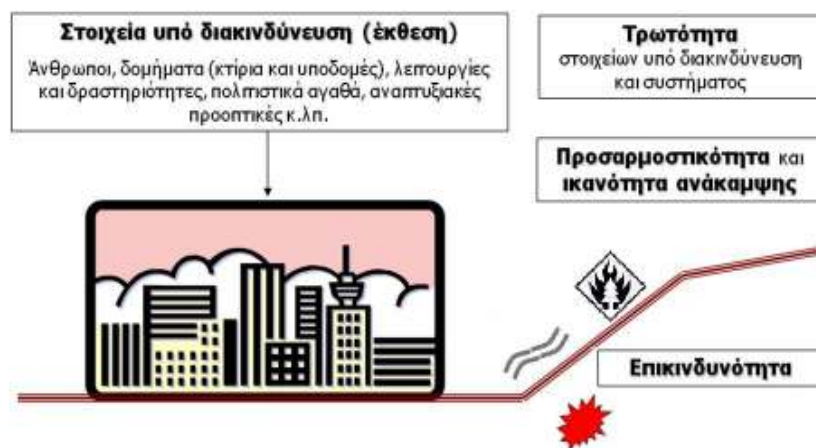 Στοιχεία υπό διακινδύνευση (έκθεση)
Άνθρωποι, δομήματα (κτίρια και υποδομές), λειτουργίες
και δραστηριότητες, πολιτιστικά αγαθά, αναπτυξιακές
προοπτικές κ.λπ.
Τρωτότητα
στοιχείων υπό διακινδύνευση
και συστήματος
Προσαρμοστικότητα και
ικανότητα ανάκαμψης
Επικινδυνότητα